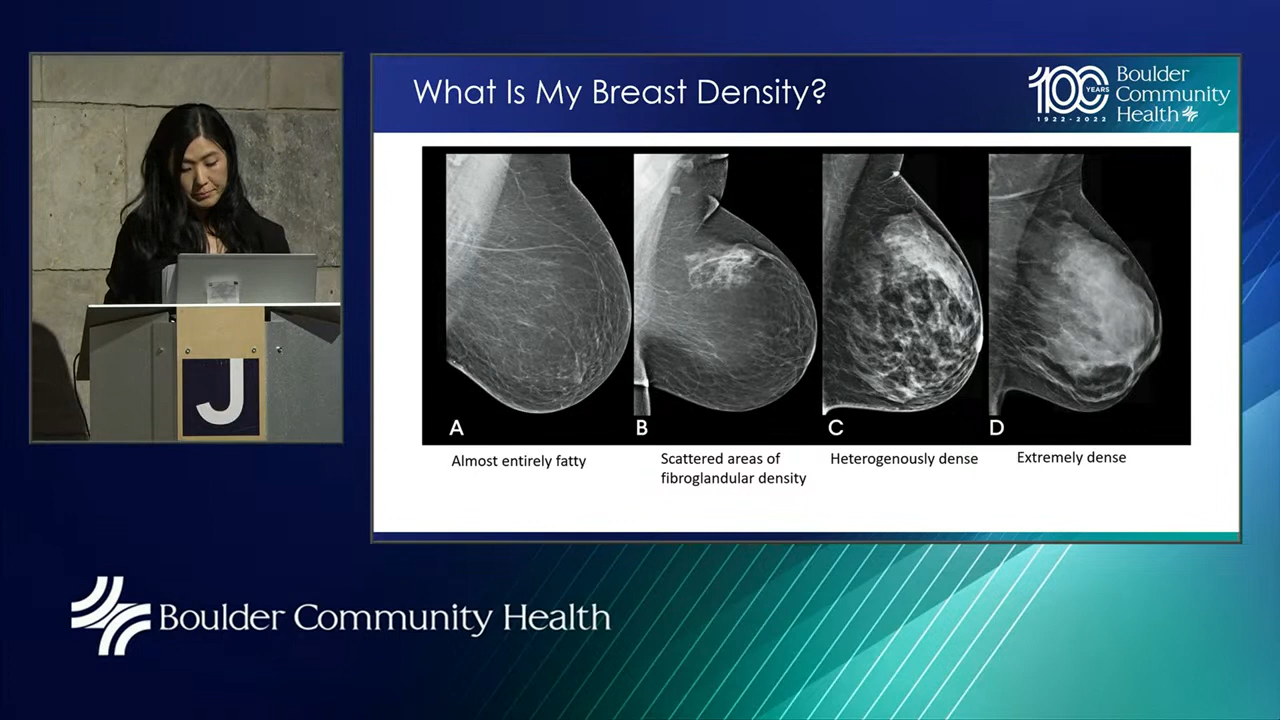 What Is My Breast Density?
100
YEARS
1922-2022
Boulder
Community
Health
A
B
C
D
Almost entirely fatty
Scattered areas of
fibroglandular density
Heterogenously dense
Extremely dense
J
Boulder Community Health